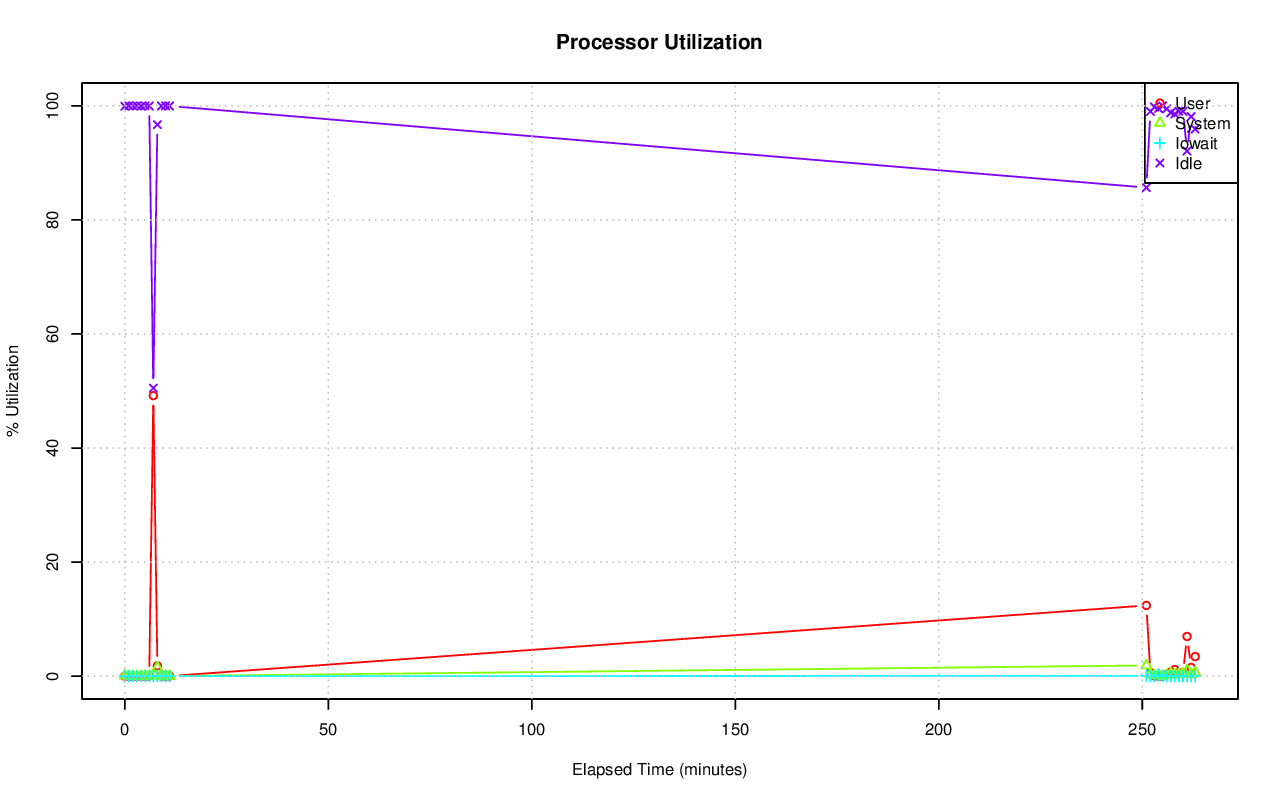 Processor Utilization
100
80
60
40
20
0
% Utilization
User
System
Iowait
Idle
0
50
100
150
200
250
Elapsed Time (minutes)